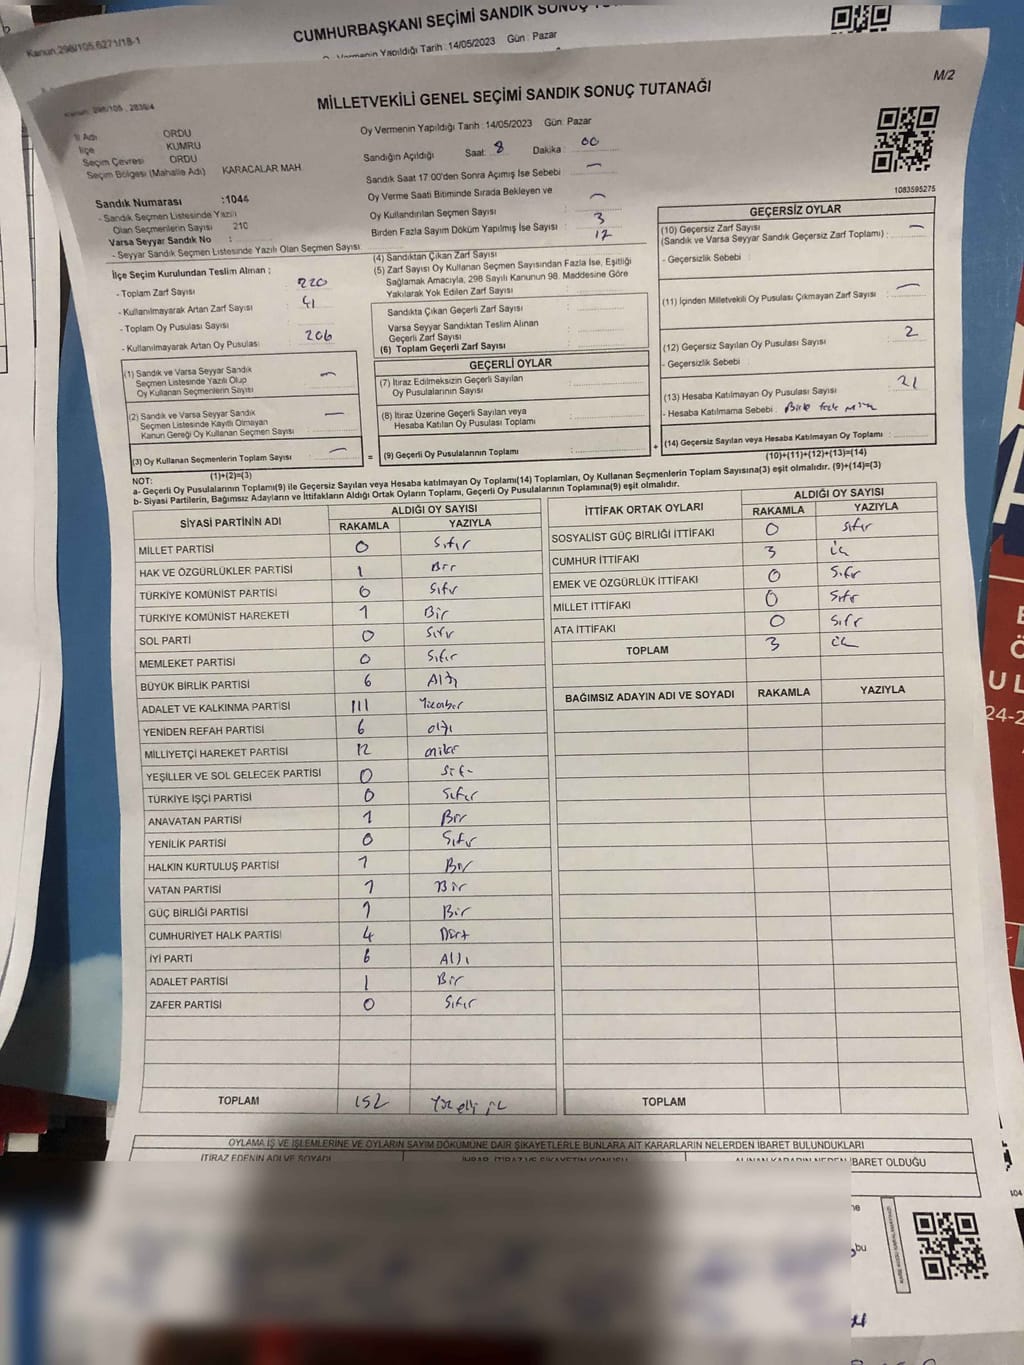 Kanun:298/105.6271/18-1
CUMHURBAŞKANI SEÇİMİ SANDIK SONUÇ
Oy Vermenin Yapıldığı Tarih : 14/05/2023 Gün : Pazar
M/2
MİLLETVEKİLİ GENEL SEÇİMİ SANDIK SONUÇ TUTANAĞI
Oy Vermenin Yapıldığı Tarih : 14/05/2023 Gün: Pazar
İl Adı : ORDU
İlçe : KUMRU
Seçim Çevresi : ORDU
Seçim Bölgesi (Mahalle Adı) : KARACALAR MAH.
Sandık Numarası :1044
- Sandık Seçmen Listesinde Yazılı
Olan Seçmenlerin Sayısı : 210
Varsa Seyyar Sandık No :
- Seyyar Sandık Seçmen Listesinde Yazılı Olan Seçmen Sayısı
Sandığın Açıldığı Saat: 8 Dakika : 00
Sandık Saat 17:00'den Sonra Açımış İse Sebebi : —
Oy Verme Saati Bitiminde Sırada Bekleyen ve
Oy Kullandırılan Seçmen Sayısı : —
Birden Fazla Sayım Döküm Yapılmış İse Sayısı : 3
12
1083595275
İlçe Seçim Kurulundan Teslim Alınan ;
- Toplam Zarf Sayısı : 220
- Kullanılmayarak Artan Zarf Sayısı : 41
- Toplam Oy Pusulası Sayısı :
- Kullanılmayarak Artan Oy Pusulası : 206
(1) Sandık ve Varsa Seyyar Sandık
Seçmen Listesinde Yazılı Olup
Oy Kullanan Seçmenlerin Sayısı : —
(2) Sandık ve Varsa Seyyar Sandık
Seçmen Listesinde Kayıtlı Olmayan
Kanun Gereği Oy Kullanan Seçmen Sayısı : —
(3) Oy Kullanan Seçmenlerin Toplam Sayısı : —
(1)+(2)=(3)
(4) Sandıktan Çıkan Zarf Sayısı
(5) Zarf Sayısı Oy Kullanan Seçmen Sayısından Fazla İse, Eşitliği
Sağlamak Amacıyla, 298 Sayılı Kanunun 98. Maddesine Göre
Yakılarak Yok Edilen Zarf Sayısı :
Sandıkta Çıkan Geçerli Zarf Sayısı :
Varsa Seyyar Sandıktan Teslim Alınan
Geçerli Zarf Sayısı :
(6) Toplam Geçerli Zarf Sayısı
GEÇERLİ OYLAR
(7) İtiraz Edilmeksizin Geçerli Sayılan
Oy Pusulalarının Sayısı :
(8) İtiraz Üzerine Geçerli Sayılan veya
Hesaba Katılan Oy Pusulası Toplamı :
= (9) Geçerli Oy Pusulalarının Toplamı :
GEÇERSİZ OYLAR
(10) Geçersiz Zarf Sayısı
(Sandık ve Varsa Seyyar Sandık Geçersiz Zarf Toplamı) : —
- Geçersizlik Sebebi :
(11) İçinden Milletvekili Oy Pusulası Çıkmayan Zarf Sayısı : —
(12) Geçersiz Sayılan Oy Pusulası Sayısı : 2
- Geçersizlik Sebebi :
(13) Hesaba Katılmayan Oy Pusulası Sayısı : 21
- Hesaba Katılmama Sebebi :
+ (14) Geçersiz Sayılan veya Hesaba Katılmayan Oy Toplamı :
(10)+(11)+(12)+(13)=(14)
NOT:
a- Geçerli Oy Pusulalarının Toplamı(9) ile Geçersiz Sayılan veya Hesaba katılmayan Oy Toplamı(14) Toplamları, Oy Kullanan Seçmenlerin Toplam Sayısına(3) eşit olmalıdır. (9)+(14)=(3)
b- Siyasi Partilerin, Bağımsız Adayların ve İttifakların Aldığı Ortak Oyların Toplamı, Geçerli Oy Pusulalarının Toplamına(9) eşit olmalıdır.
SİYASİ PARTİNİN ADI ALDIĞI OY SAYISI
RAKAMLA YAZIYLA
MİLLET PARTİSİ 0 Sıfır
HAK VE ÖZGÜRLÜKLER PARTİSİ 1 Bir
TÜRKİYE KOMÜNİST PARTİSİ 0 Sıfır
TÜRKİYE KOMÜNİST HAREKETİ 1 Bir
SOL PARTİ 0 Sıfır
MEMLEKET PARTİSİ 0 Sıfır
BÜYÜK BİRLİK PARTİSİ 6 Altı
ADALET VE KALKINMA PARTİSİ 111 Yüzonbir
YENİDEN REFAH PARTİSİ 6 altı
MİLLİYETÇİ HAREKET PARTİSİ 12 oniki
YEŞİLLER VE SOL GELECEK PARTİSİ 0 Sıfır
TÜRKİYE İŞÇİ PARTİSİ 0 Sıfır
ANAVATAN PARTİSİ 1 Bir
YENİLİK PARTİSİ 0 Sıfır
HALKIN KURTULUŞ PARTİSİ 1 Bir
VATAN PARTİSİ 1 Bir
GÜÇ BİRLİĞİ PARTİSİ 1 Bir
CUMHURİYET HALK PARTİSİ 4 Dört
İYİ PARTİ 6 Altı
ADALET PARTİSİ 1 Bir
ZAFER PARTİSİ 0 Sıfır
TOPLAM 152 Yüz elli iki
İTTİFAK ORTAK OYLARI ALDIĞI OY SAYISI
RAKAMLA YAZIYLA
SOSYALİST GÜÇ BİRLİĞİ İTTİFAKI 0 Sıfır
CUMHUR İTTİFAKI 3 üç
EMEK VE ÖZGÜRLÜK İTTİFAKI 0 Sıfır
MİLLET İTTİFAKI 0 Sıfır
ATA İTTİFAKI 0 Sıfır
TOPLAM 3 üç
BAĞIMSIZ ADAYIN ADI VE SOYADI RAKAMLA YAZIYLA
TOPLAM
OYLAMA İŞ VE İŞLEMLERİNE VE OYLARIN SAYIM DÖKÜMÜNE DAİR ŞİKAYETLERLE BUNLARA AİT KARARLARIN NELERDEN İBARET BULUNDUKLARI
İTİRAZ EDENİN ADI VE SOYADI
İBARET OLDUĞU